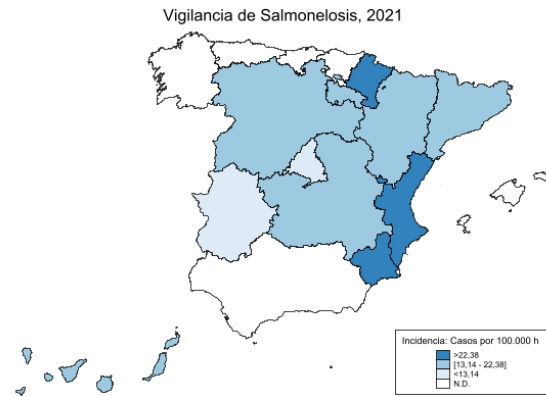 Vigilancia de Salmonelosis, 2021
Incidencia: Casos por 100.000 h
>22,38
[13,14 - 22,38]
<13,14
N.D.